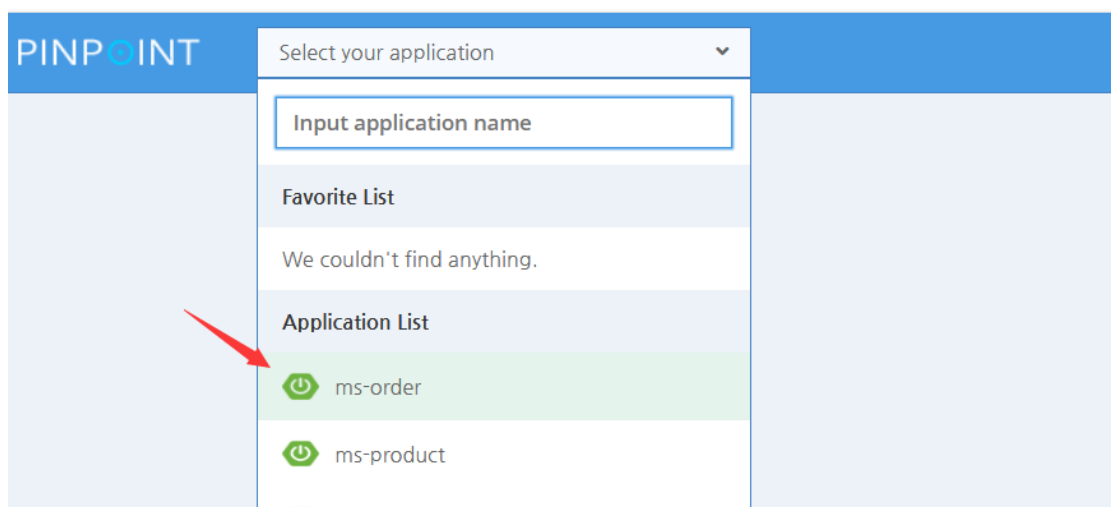 PINPOINT
Select your application
Input application name
Favorite List
We couldn't find anything.
Application List
ms-order
ms-product